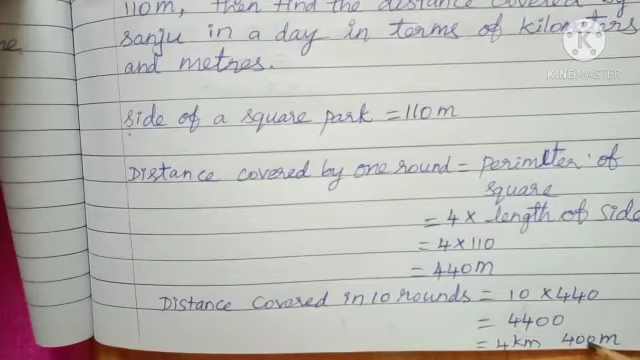 110m, then find the distance covered by
sanju in a day in terms of kilometers
and metres.
side of a square park = 110m
Distance covered by one round = perimeter of
square
= 4 × length of side
= 4×110
= 440m
Distance covered in 10 rounds = 10 ×440
= 4400
= 4km 400m
KINEMASTER